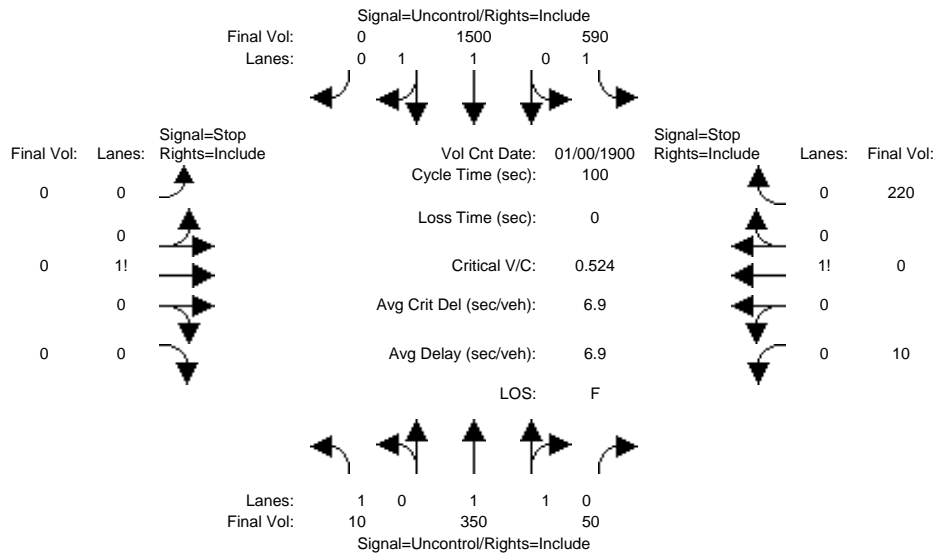 Signal=Uncontrol/Rights=Include
Final Vol: 0 1500 590
Lanes: 0 1 1 0 1
Signal=Stop Signal=Stop
Final Vol: Lanes: Rights=Include Vol Cnt Date: 01/00/1900 Rights=Include Lanes: Final Vol:
Cycle Time (sec): 100
0 0 0 220
Loss Time (sec): 0
0 0
0 1! Critical V/C: 0.524 1! 0
0 Avg Crit Del (sec/veh): 6.9 0
0 0 Avg Delay (sec/veh): 6.9 0 10
LOS: F
Lanes: 1 0 1 1 0
Final Vol: 10 350 50
Signal=Uncontrol/Rights=Include